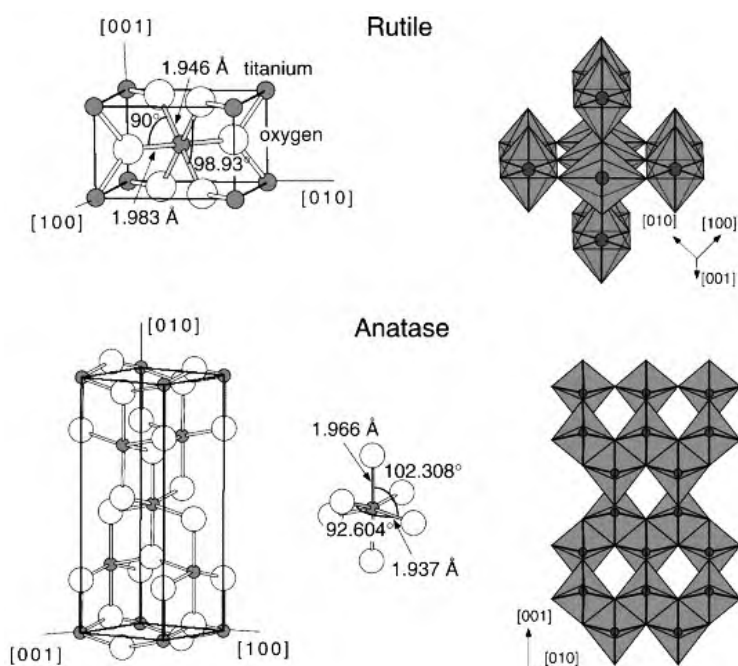 Rutile
[001]
1.946 Å
titanium
90°
oxygen
98.93°
[010]
[100]
1.983 Å
[010]
[100]
[001]
Anatase
[010]
1.966 Å
102.308°
92.604°
1.937 Å
[001]
[100]
[001]
[010]